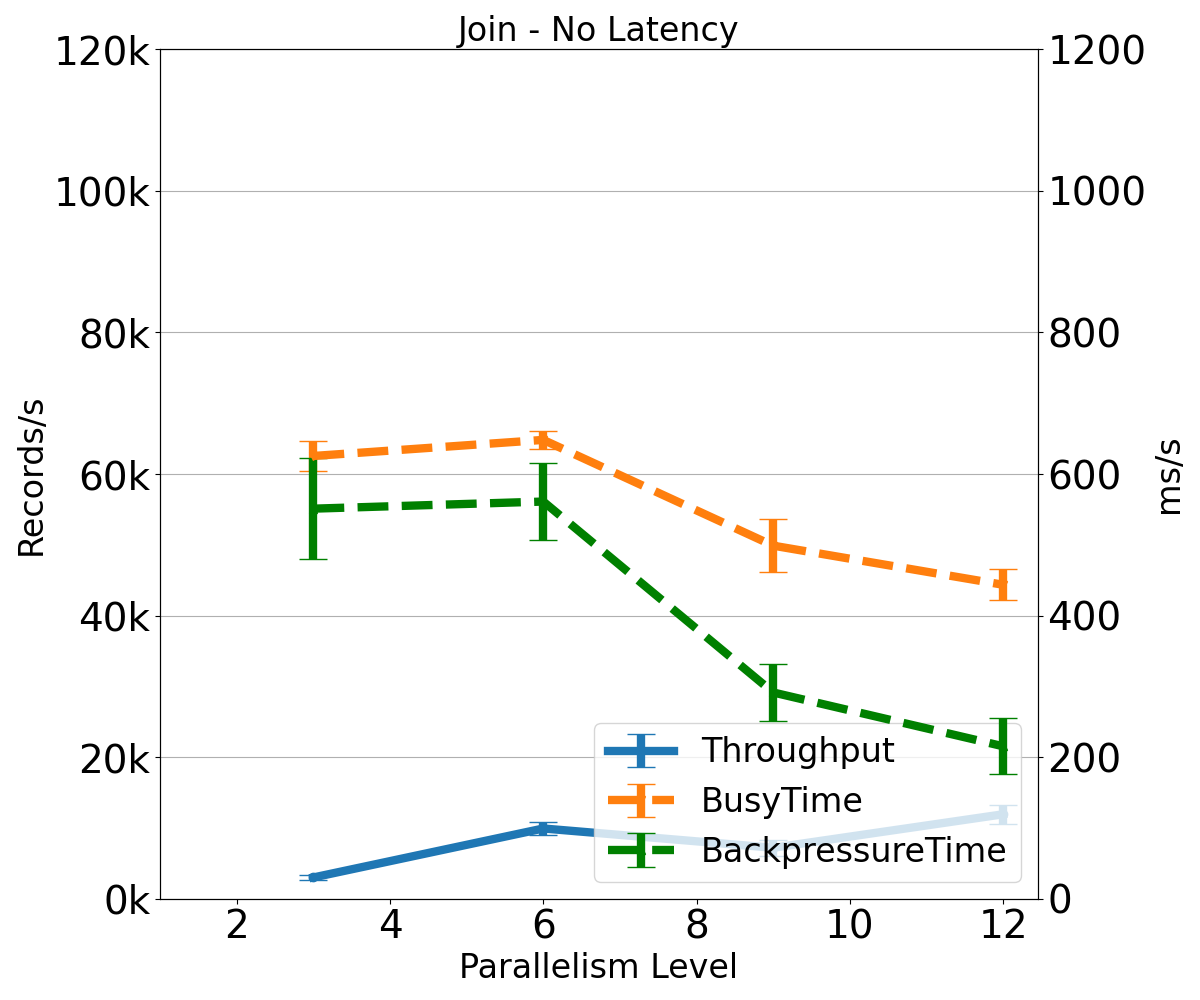 Join - No Latency
120k
100k
80k
60k
40k
20k
0k
Records/s
1200
1000
800
600
400
200
0
ms/s
2
4
6
8
10
12
Parallelism Level
Throughput
BusyTime
BackpressureTime